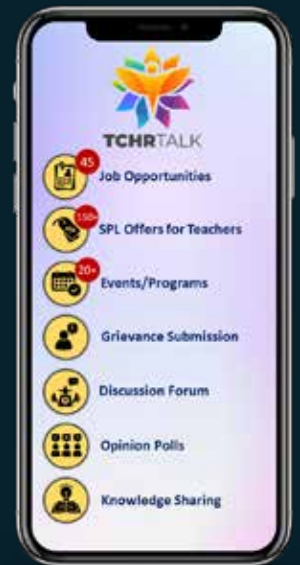 TCHRTALK
45
Job Opportunities
150+
SPL Offers for Teachers
20+
Events/Programs
Grievance Submission
Discussion Forum
Opinion Polls
Knowledge Sharing